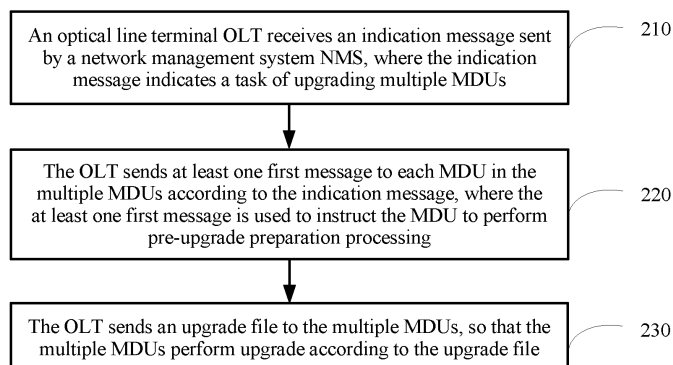 An optical line terminal OLT receives an indication message sent
by a network management system NMS, where the indication
message indicates a task of upgrading multiple MDUs
210
The OLT sends at least one first message to each MDU in the
multiple MDUs according to the indication message, where the
at least one first message is used to instruct the MDU to perform
pre-upgrade preparation processing
220
The OLT sends an upgrade file to the multiple MDUs, so that the
multiple MDUs perform upgrade according to the upgrade file
230